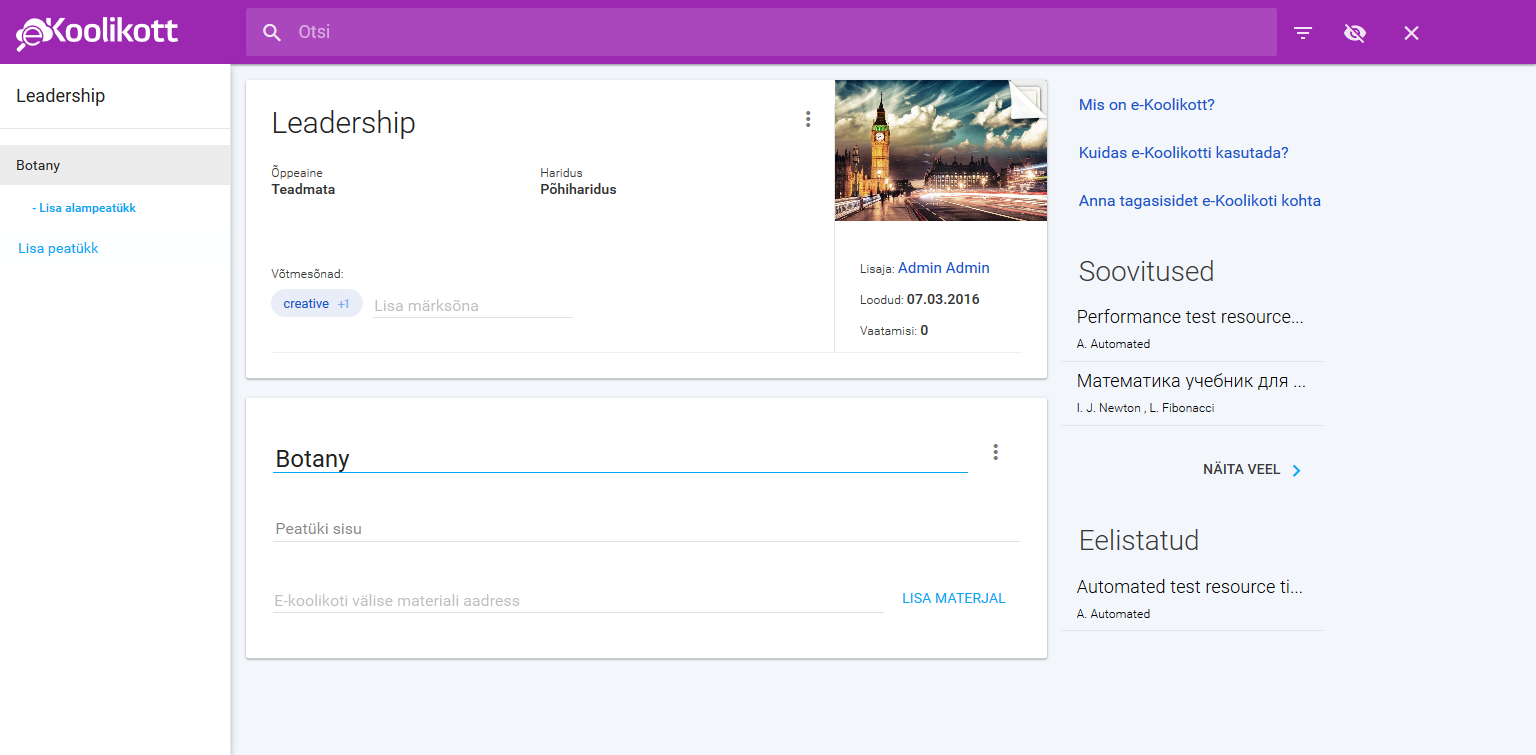 eKoolikott
Otsi
Leadership
Botany
- Lisa alampeatükk
Lisa peatükk
Leadership
Õppeaine
Teadmata
Haridus
Põhiharidus
Võtmesõnad:
creative +1
Lisa märksõna
Lisaja: Admin Admin
Loodud: 07.03.2016
Vaatamisi: 0
Botany
Peatüki sisu
E-koolikoti välise materiali aadress
LISA MATERJAL
Mis on e-Koolikott?
Kuidas e-Koolikotti kasutada?
Anna tagasisidet e-Koolikoti kohta
Soovitused
Performance test resource...
A. Automated
Математика учебник для ...
I. J. Newton , L. Fibonacci
NÄITA VEEL
Eelistatud
Automated test resource ti...
A. Automated